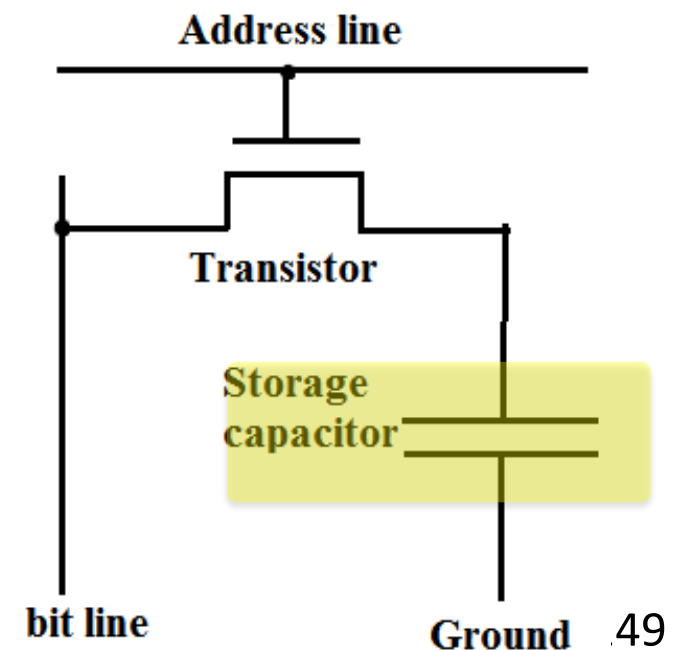 Address line
Transistor
Storage
capacitor
bit line
Ground
.49